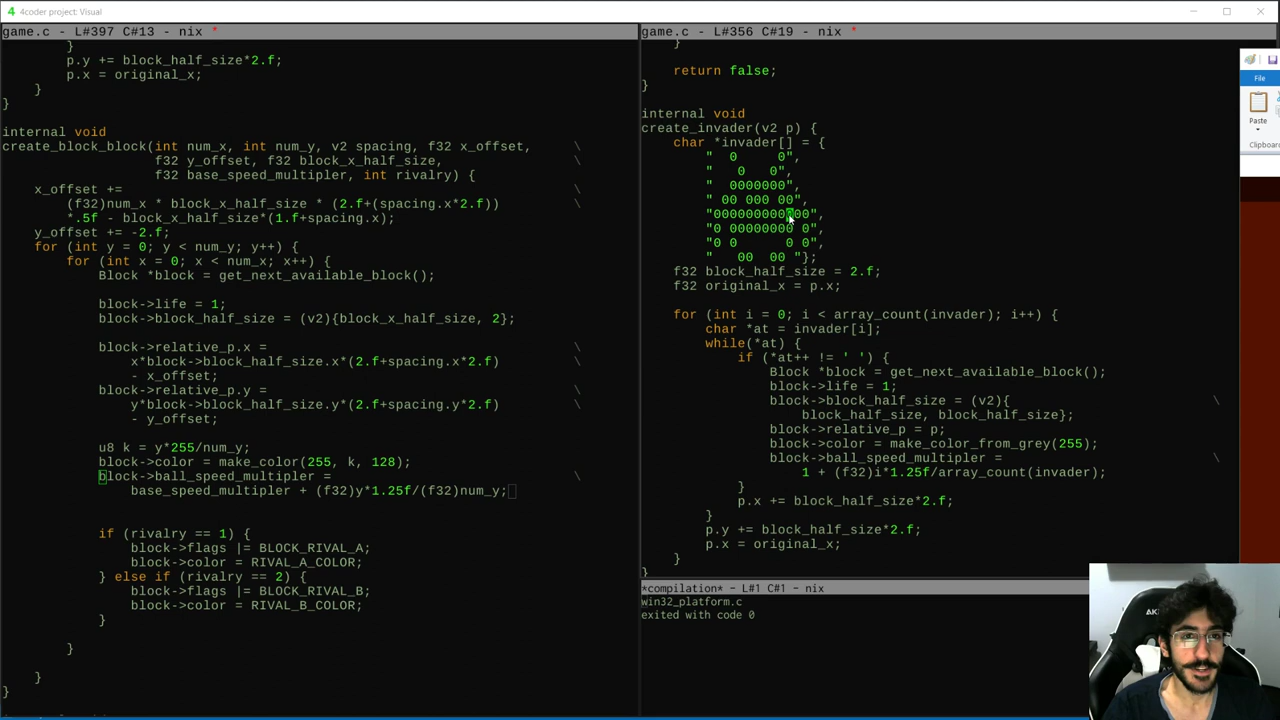 4 4coder project: Visual
game.c - L#397 C#13 - nix *
        }
        p.y += block_half_size*2.f;
        p.x = original_x;
    }
}
internal void
create_block_block(int num_x, int num_y, v2 spacing, f32 x_offset, \
                   f32 y_offset, f32 block_x_half_size, \
                   f32 base_speed_multiplier, int rivalry) {
    x_offset += \
        (f32)num_x * block_x_half_size * (2.f+(spacing.x*2.f))
        *.5f - block_x_half_size*(1.f+spacing.x);
    y_offset += -2.f;
    for (int y = 0; y < num_y; y++) {
        for (int x = 0; x < num_x; x++) {
            Block *block = get_next_available_block();
            block->life = 1;
            block->block_half_size = (v2){block_x_half_size, 2};
            block->relative_p.x = \
                x*block->block_half_size.x*(2.f+spacing.x*2.f)
                - x_offset;
            block->relative_p.y = \
                y*block->block_half_size.y*(2.f+spacing.y*2.f)
                - y_offset;
            u8 k = y*255/num_y;
            block->color = make_color(255, k, 128);
            block->ball_speed_multiplier = \
                base_speed_multiplier + (f32)y*1.25f/(f32)num_y;
            if (rivalry == 1) {
                block->flags |= BLOCK_RIVAL_A;
                block->color = RIVAL_A_COLOR;
            } else if (rivalry == 2) {
                block->flags |= BLOCK_RIVAL_B;
                block->color = RIVAL_B_COLOR;
            }
        }
    }
}
game.c - L#356 C#19 - nix *
    }
    return false;
}
internal void
create_invader(v2 p) {
    char *invader[] = {
        "  0     0",
        "   0   0",
        "  0000000",
        " 00 000 00",
        "000000000000",
        "0 00000000 0",
        "0 0      0 0",
        "   00  00 "};
    f32 block_half_size = 2.f;
    f32 original_x = p.x;
    for (int i = 0; i < array_count(invader); i++) {
        char *at = invader[i];
        while(*at) {
            if (*at++ != ' ') {
                Block *block = get_next_available_block();
                block->life = 1;
                block->block_half_size = (v2){ \
                    block_half_size, block_half_size};
                block->relative_p = p;
                block->color = make_color_from_grey(255);
                block->ball_speed_multiplier = \
                    1 + (f32)i*1.25f/array_count(invader);
            }
            p.x += block_half_size*2.f;
        }
        p.y += block_half_size*2.f;
        p.x = original_x;
    }
}
*compilation* - L#1 C#1 - nix
win32_platform.c
exited with code 0
File
Paste